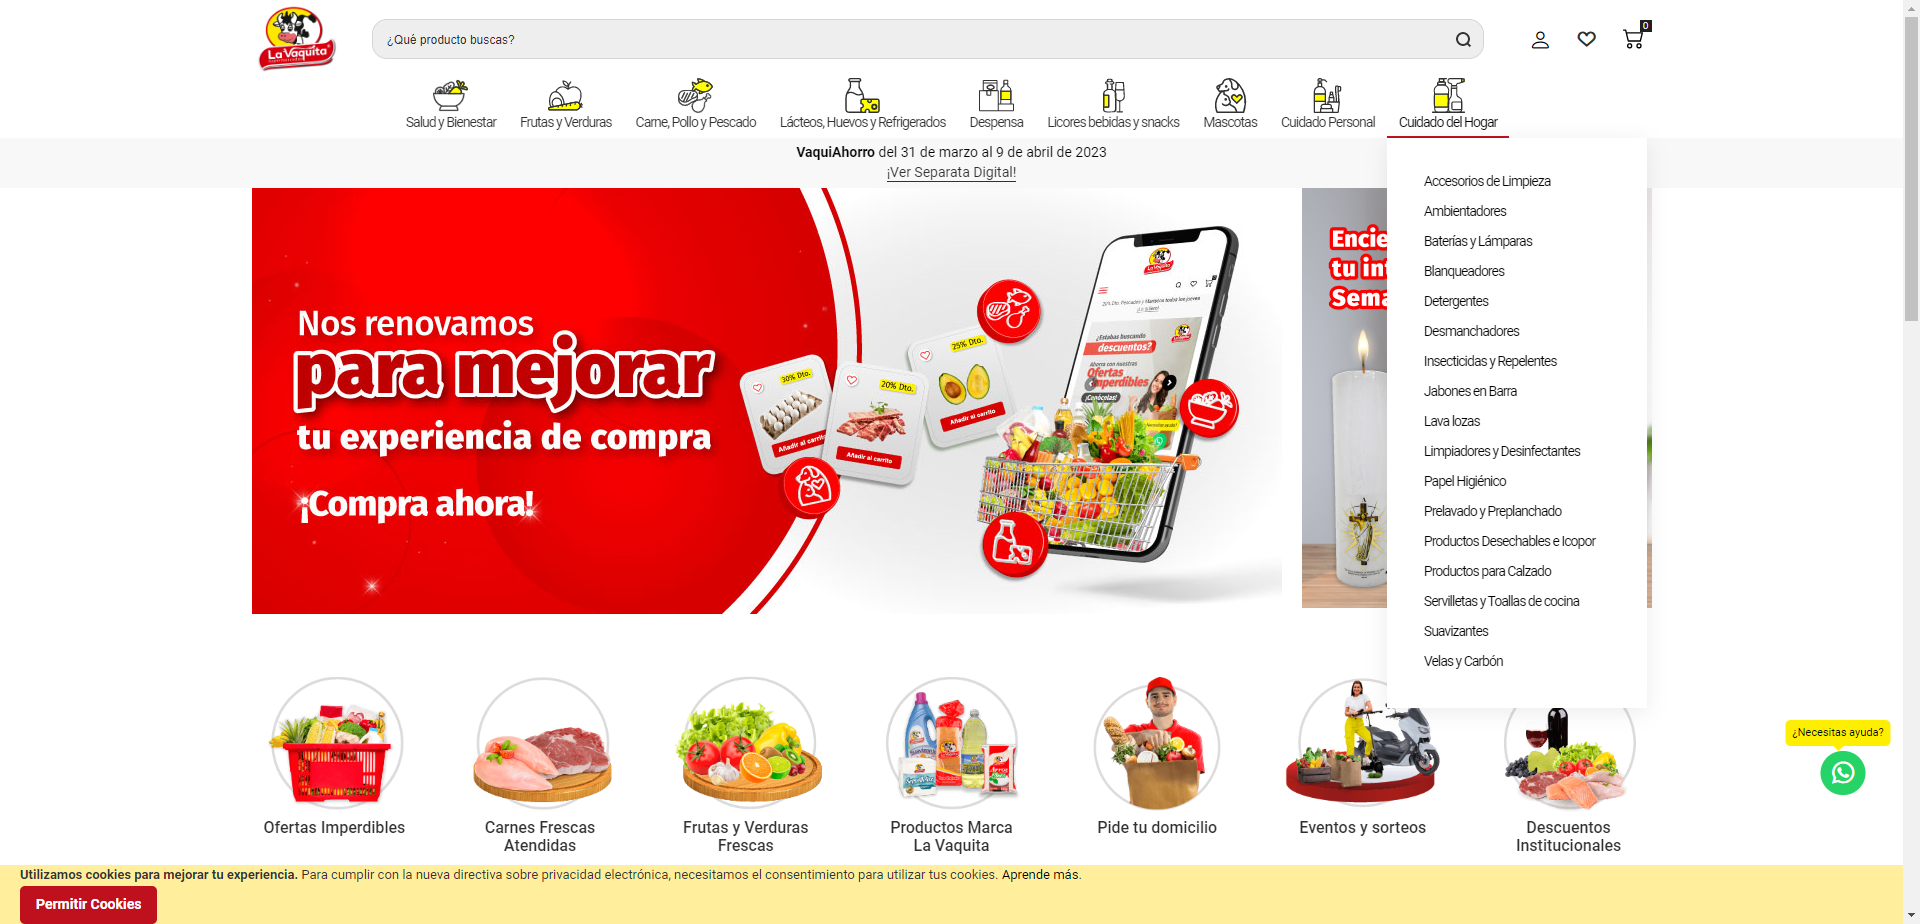 La Vaquita
¿Qué producto buscas?
0
Salud y Bienestar
Frutas y Verduras
Carne, Pollo y Pescado
Lácteos, Huevos y Refrigerados
Despensa
Licores bebidas y snacks
Mascotas
Cuidado Personal
Cuidado del Hogar
VaquiAhorro del 31 de marzo al 9 de abril de 2023
¡Ver Separata Digital!
Accesorios de Limpieza
Ambientadores
Baterías y Lámparas
Blanqueadores
Detergentes
Desmanchadores
Insecticidas y Repelentes
Jabones en Barra
Lava lozas
Limpiadores y Desinfectantes
Papel Higiénico
Prelavado y Preplanchado
Productos Desechables e Icopor
Productos para Calzado
Servilletas y Toallas de cocina
Suavizantes
Velas y Carbón
Nos renovamos
para mejorar
tu experiencia de compra
¡Compra ahora!
30% Dto.
Añadir al carrito
20% Dto.
Añadir al carrito
25% Dto.
Añadir al carrito
La Vaquita
¿Estabas buscando
descuentos?
Ahorra con nuestras
Ofertas
imperdibles
¡Conócelas!
Encie
tu in
Sema
Ofertas Imperdibles
Carnes Frescas
Atendidas
Frutas y Verduras
Frescas
Productos Marca
La Vaquita
Pide tu domicilio
Eventos y sorteos
Descuentos
Institucionales
¿Necesitas ayuda?
Utilizamos cookies para mejorar tu experiencia. Para cumplir con la nueva directiva sobre privacidad electrónica, necesitamos el consentimiento para utilizar tus cookies. Aprende más.
Permitir Cookies